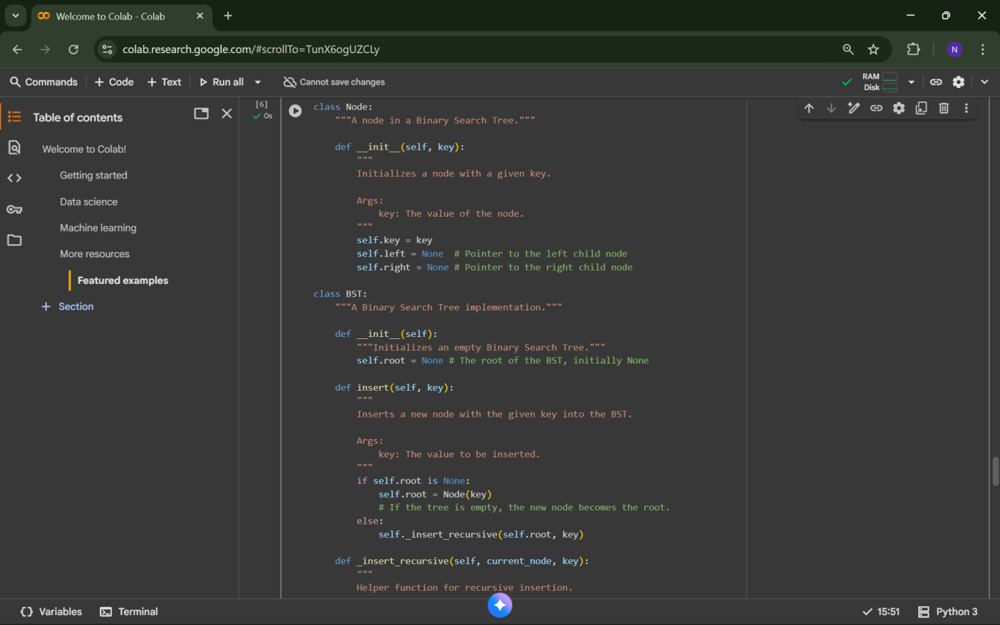 Welcome to Colab - Colab
colab.research.google.com/#scrollTo=TunX6ogUZCLy
N
Commands
+ Code
+ Text
Run all
Cannot save changes
RAM
Disk
Table of contents
Welcome to Colab!
Getting started
Data science
Machine learning
More resources
Featured examples
+ Section
[6]
0s
class Node:
    """A node in a Binary Search Tree."""
    def __init__(self, key):
        """
        Initializes a node with a given key.
        Args:
            key: The value of the node.
        """
        self.key = key
        self.left = None  # Pointer to the left child node
        self.right = None # Pointer to the right child node
class BST:
    """A Binary Search Tree implementation."""
    def __init__(self):
        """Initializes an empty Binary Search Tree."""
        self.root = None # The root of the BST, initially None
    def insert(self, key):
        """
        Inserts a new node with the given key into the BST.
        Args:
            key: The value to be inserted.
        """
        if self.root is None:
            self.root = Node(key)
            # If the tree is empty, the new node becomes the root.
        else:
            self._insert_recursive(self.root, key)
    def _insert_recursive(self, current_node, key):
        """
        Helper function for recursive insertion.
{} Variables
Terminal
15:51
Python 3